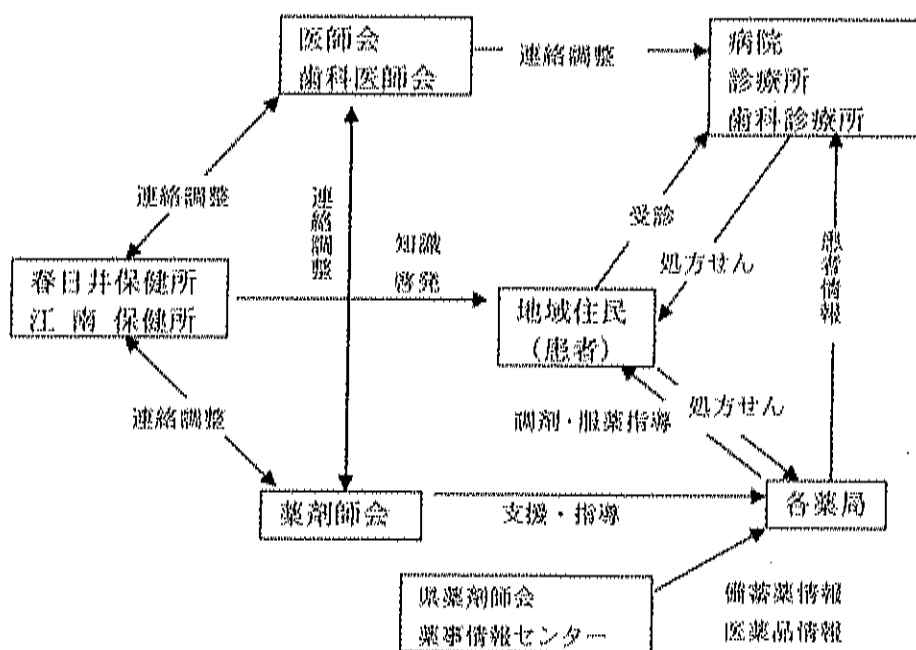 医師会
歯科医師会
連絡調整
病院
診療所
歯科診療所
連絡調整
連絡調整
知識
啓発
受診
処方せん
患者情報
春日井保健所
江 南 保健所
地域住民
(患者)
連絡調整
調剤・服薬指導
処方せん
薬剤師会
支援・指導
各薬局
県薬剤師会
薬事情報センター
備蓄薬情報
医薬品情報